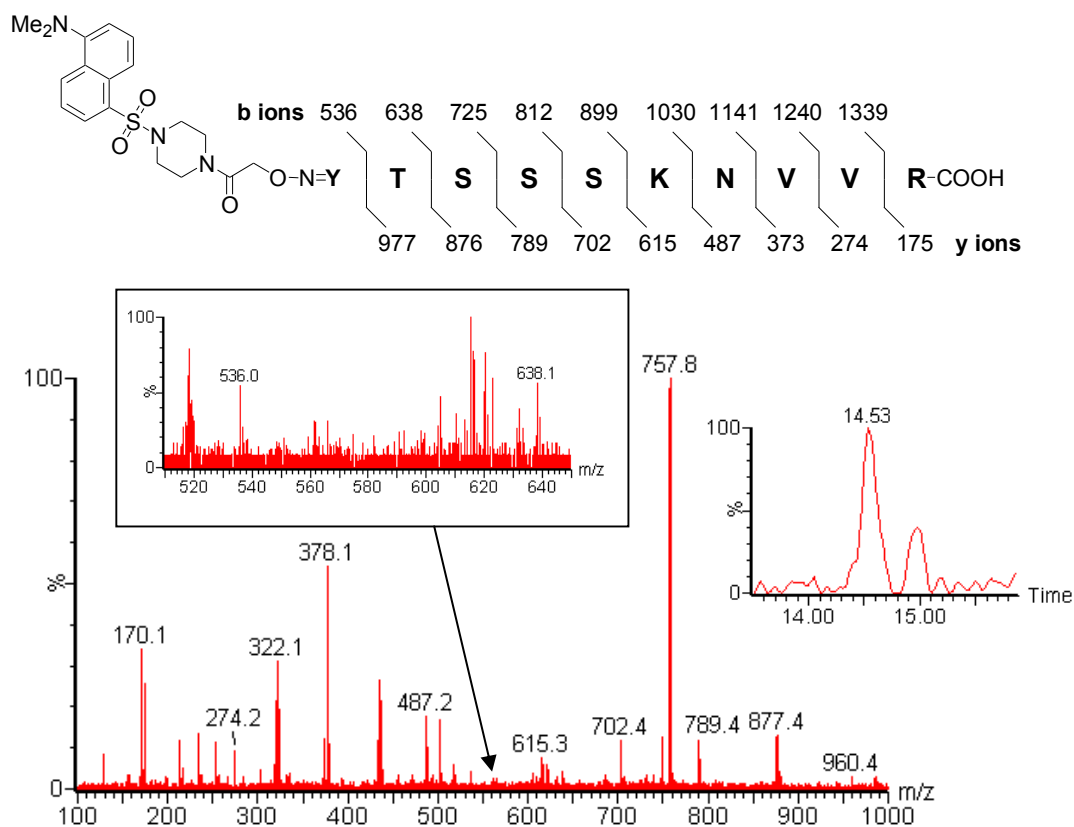 Me2N
O
S
O
N
N
O
O–N=Y
b ions 536 638 725 812 899 1030 1141 1240 1339
T S S S K N V V R-COOH
977 876 789 702 615 487 373 274 175 y ions
100
%
0
536.0
638.1
520 540 560 580 600 620 640
m/z
100
%
0
170.1
274.2
322.1
378.1
487.2
615.3
702.4
757.8
789.4
877.4
960.4
100 200 300 400 500 600 700 800 900 1000
m/z
14.53
100
%
0
14.00 15.00
Time